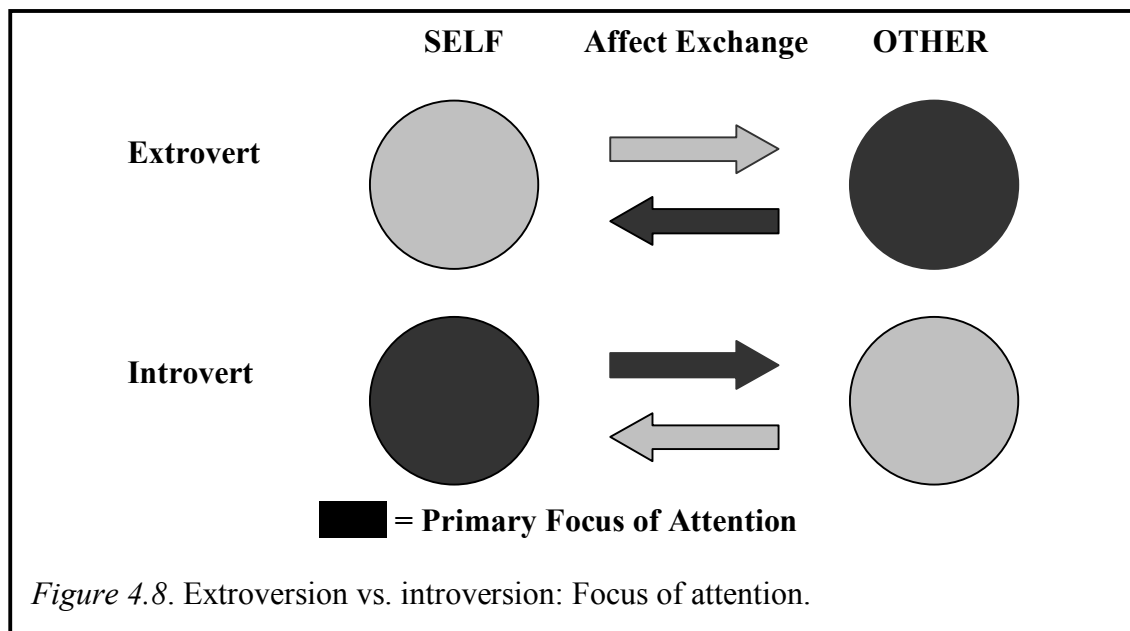 SELF Affect Exchange OTHER
Extrovert
Introvert
= Primary Focus of Attention
Figure 4.8. Extroversion vs. introversion: Focus of attention.